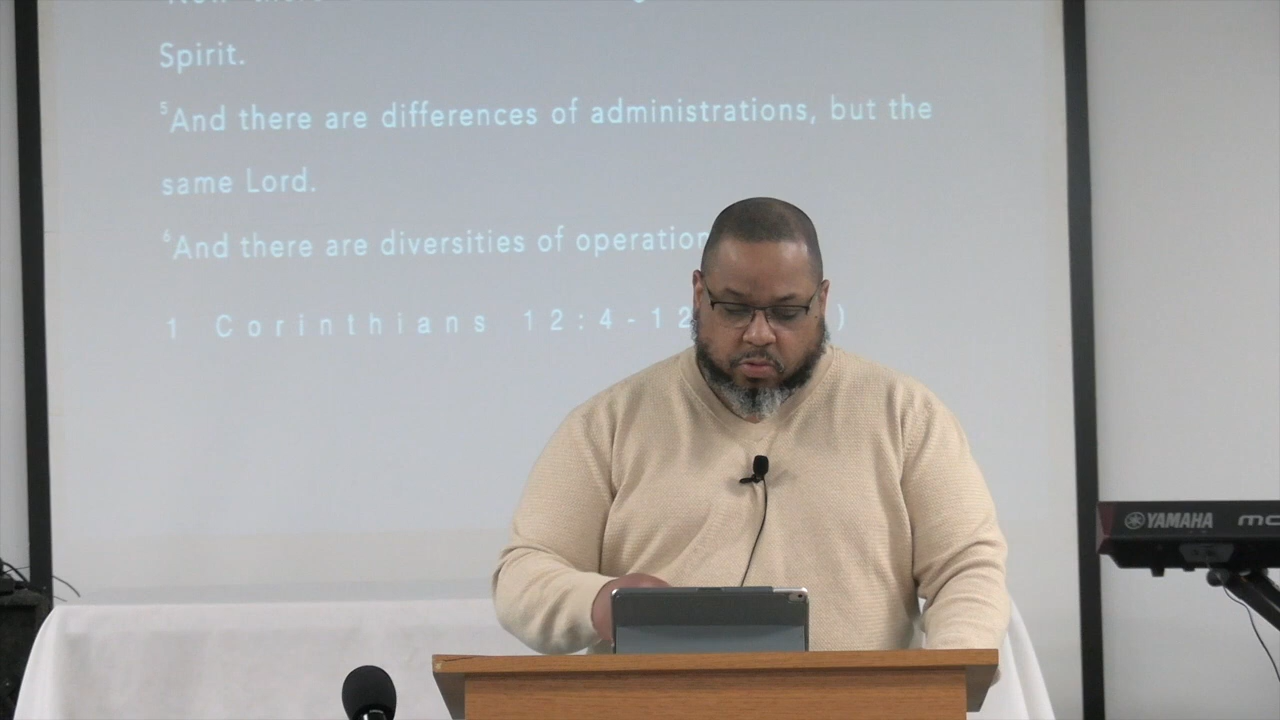 Spirit.
⁵And there are differences of administrations, but the
same Lord.
⁶And there are diversities of
1 Corinthians 12:4-12
YAMAHA